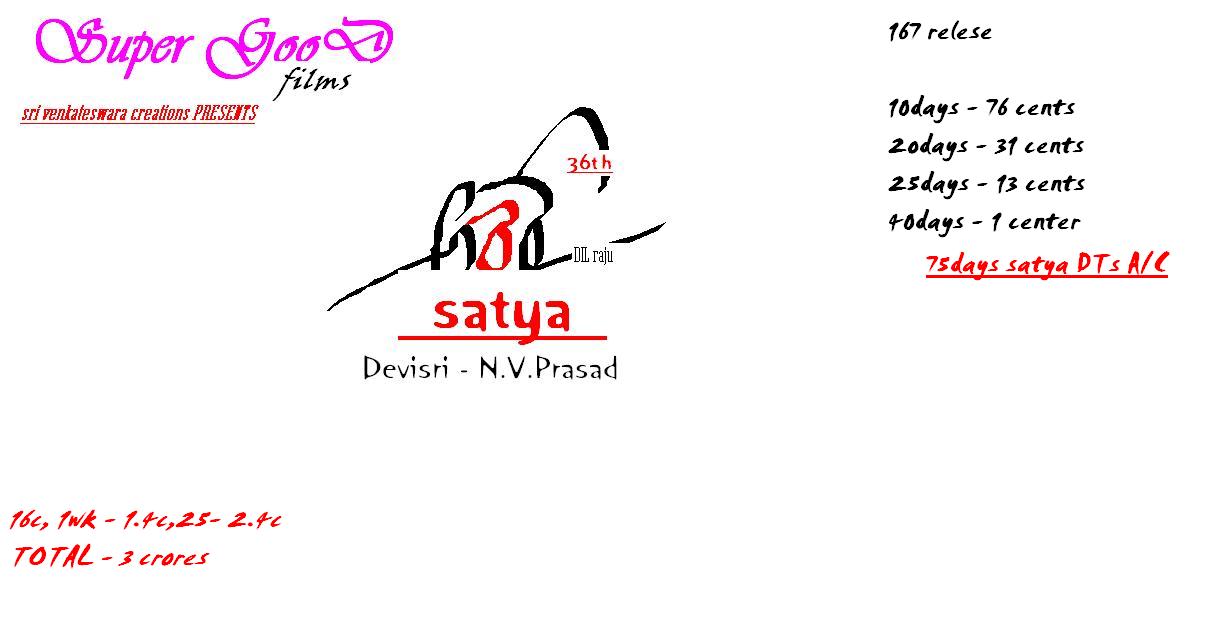 Super GooD
films
sri venkateswara creations PRESENTS
36th
DIL raju
satya
Devisri - N.V.Prasad
167 relese
10days - 76 cents
20days - 31 cents
25days - 13 cents
40days - 1 center
75days satya DTs A/C
16c, 1wk - 1.4c,25- 2.4c
TOTAL - 3 crores